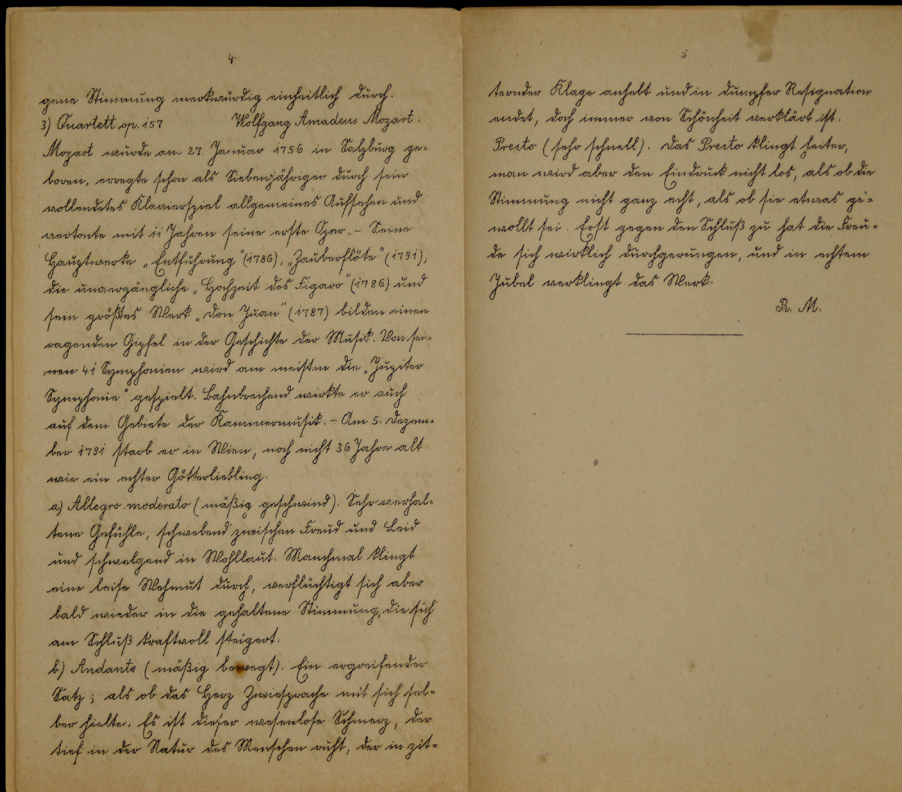 4
gene Stimmung merkwürdig einheitlich durch.
3) Quartett op. 157 Wolfgang Amadeus Mozart.
Mozart wurde am 27. Januar 1756 in Salzburg ge-
boren, erregte schon als Siebenjähriger durch sein
vollendetes Klavierspiel allgemeines Aufsehen und
vertonte mit 11 Jahren seine erste Oper. – Seine
Hauptwerke „Entführung" (1786), „Zauberflöte" (1791),
die unvergängliche „Hochzeit des Figaro" (1786) und
sein größtes Werk „Don Juan" (1787) bilden einen
ragenden Gipfel in der Geschichte der Musik. Von sei-
nen 41 Symphonien wird am meisten die „Jupiter
Symphonie" gespielt. Bahnbrechend wirkte er auch
auf dem Gebiete der Kammermusik. – Am 5. Dezem-
ber 1791 starb er in Wien, noch nicht 36 Jahre alt
wie ein echter Götterliebling.
a) Allegro moderato (mäßig geschwind). Sehr verhal-
tene Gefühle, schwebend zwischen Freud und Leid
und schwelgend in Wohllaut. Manchmal klingt
eine leise Wehmut durch, verflüchtigt sich aber
bald wieder in die gehaltene Stimmung, die sich
am Schluß kraftvoll steigert.
b) Andante (mäßig bewegt). Ein ergreifender
Satz; als ob das Herz Zwiesprache mit sich sel-
ber hielte. Es ist dieser wesenlose Schmerz, der
tief in der Natur des Menschen ruht, der in zit-
5
ternder Klage anhebt und in dumpfer Resignation
endet, doch immer von Schönheit verklärt ist.
Presto (sehr schnell). Das Presto klingt heiter,
man wird aber den Eindruck nicht los, als ob die
Stimmung nicht ganz echt, als ob sie etwas ge-
wollt sei. Erst gegen den Schluß zu hat die Freu-
de sich wirklich durchgerungen, und in echtem
Jubel verklingt das Werk.
R. M.